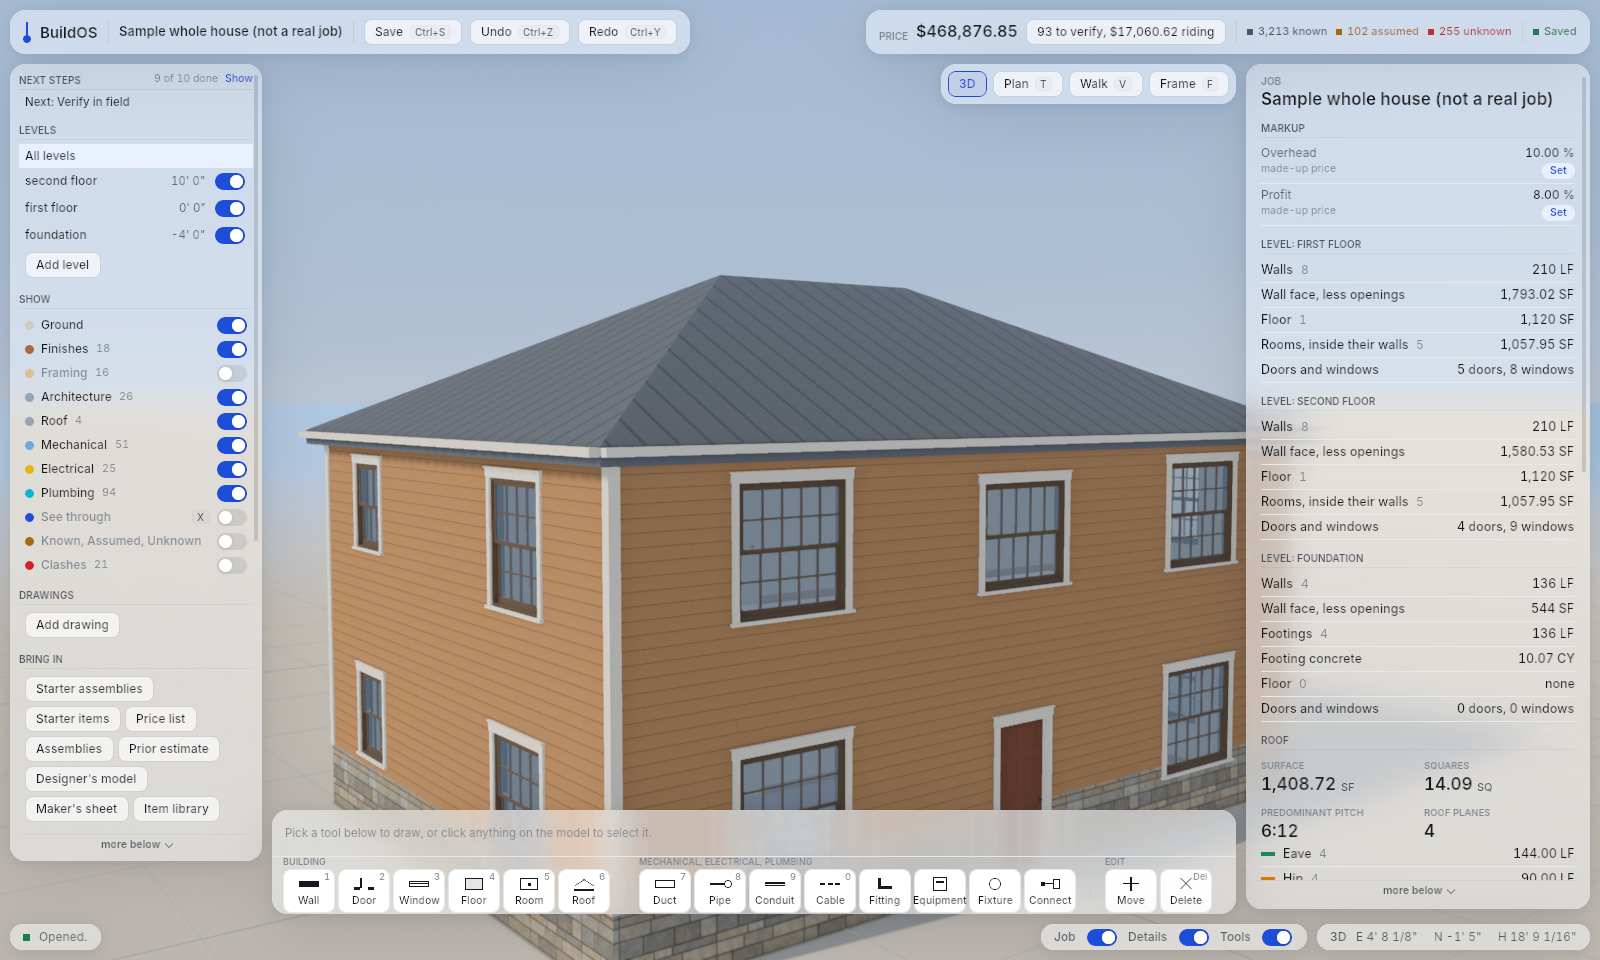 BuildOS Sample whole house (not a real job) Save Ctrl+S Undo Ctrl+Z Redo Ctrl+Y
PRICE $468,876.85 93 to verify, $17,060.62 riding 3,213 known 102 assumed 255 unknown Saved
3D Plan T Walk V Frame F
NEXT STEPS 9 of 10 done Show
Next: Verify in field
LEVELS
All levels
second floor 10' 0"
first floor 0' 0"
foundation -4' 0"
Add level
SHOW
Ground
Finishes 18
Framing 16
Architecture 26
Roof 4
Mechanical 51
Electrical 25
Plumbing 94
See through X
Known, Assumed, Unknown
Clashes 21
DRAWINGS
Add drawing
BRING IN
Starter assemblies
Starter items Price list
Assemblies Prior estimate
Designer's model
Maker's sheet Item library
more below
JOB
Sample whole house (not a real job)
MARKUP
Overhead 10.00 %
made-up price Set
Profit 8.00 %
made-up price Set
LEVEL: FIRST FLOOR
Walls 8 210 LF
Wall face, less openings 1,793.02 SF
Floor 1 1,120 SF
Rooms, inside their walls 5 1,057.95 SF
Doors and windows 5 doors, 8 windows
LEVEL: SECOND FLOOR
Walls 8 210 LF
Wall face, less openings 1,580.53 SF
Floor 1 1,120 SF
Rooms, inside their walls 5 1,057.95 SF
Doors and windows 4 doors, 9 windows
LEVEL: FOUNDATION
Walls 4 136 LF
Wall face, less openings 544 SF
Footings 4 136 LF
Footing concrete 10.07 CY
Floor 0 none
Doors and windows 0 doors, 0 windows
ROOF
SURFACE SQUARES
1,408.72 SF 14.09 SQ
PREDOMINANT PITCH ROOF PLANES
6:12 4
Eave 4 144.00 LF
Hip 4 90.00 LF
more below
Pick a tool below to draw, or click anything on the model to select it.
BUILDING MECHANICAL, ELECTRICAL, PLUMBING EDIT
1 2 3 4 5 6 7 8 9 0 Del
Wall Door Window Floor Room Roof Duct Pipe Conduit Cable Fitting Equipment Fixture Connect Move Delete
Opened.
Job Details Tools 3D E 4' 8 1/8" N -1' 5" H 18' 9 1/16"